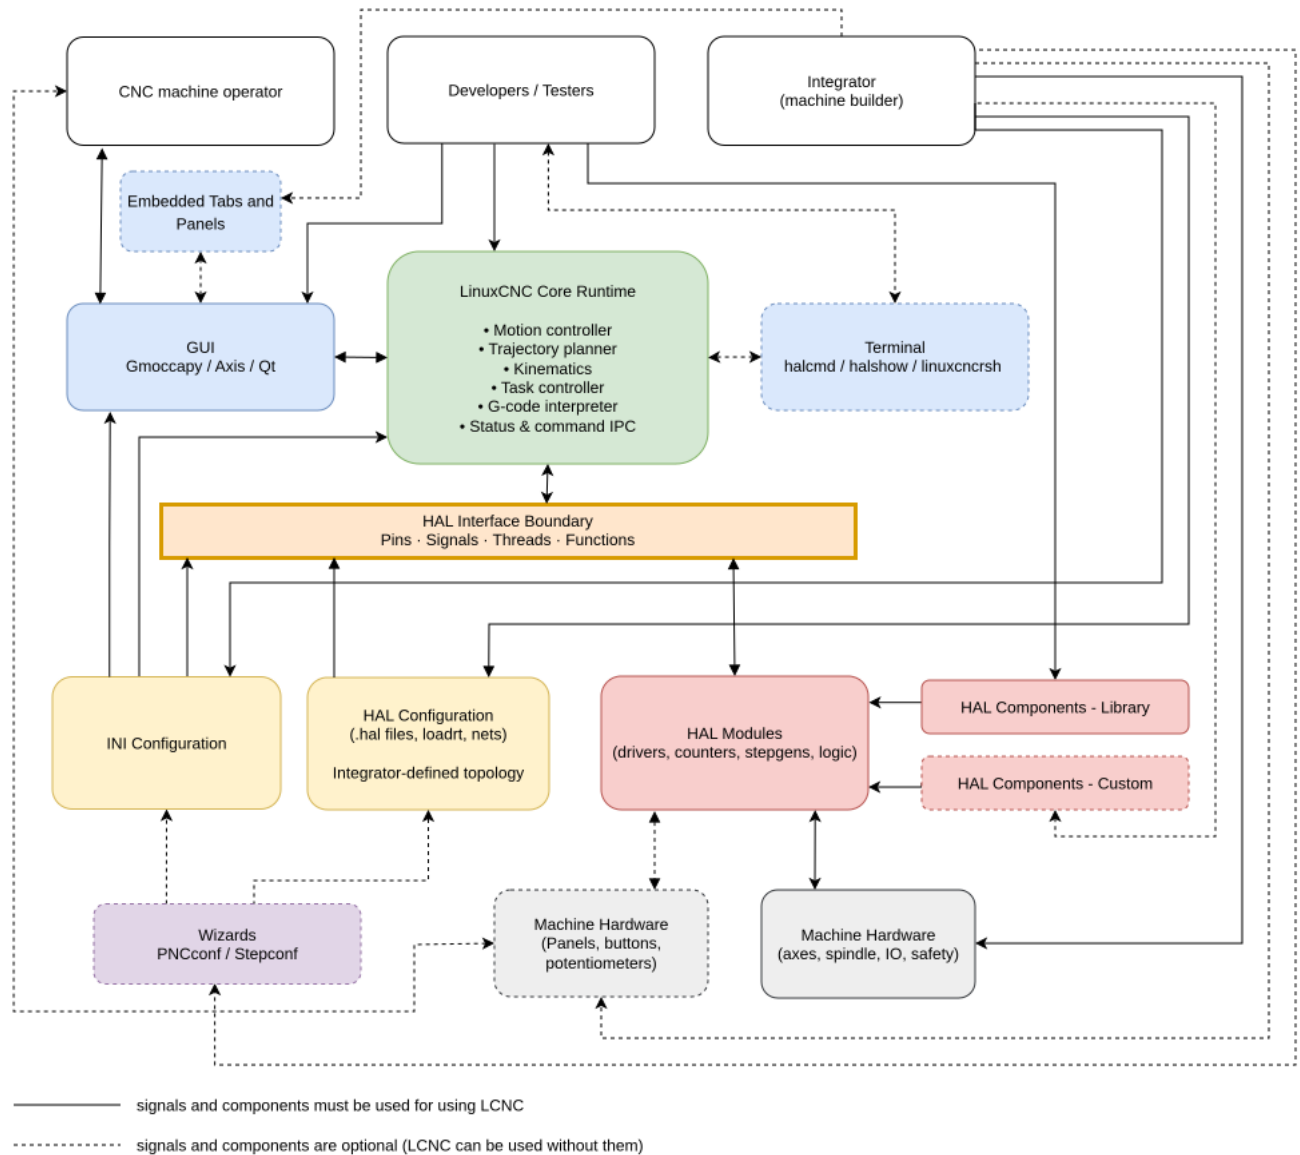 CNC machine operator
Developers / Testers
Integrator
(machine builder)
Embedded Tabs and
Panels
LinuxCNC Core Runtime
• Motion controller
• Trajectory planner
• Kinematics
• Task controller
• G-code interpreter
• Status & command IPC
GUI
Gmoccapy / Axis / Qt
Terminal
halcmd / halshow / linuxcncrsh
HAL Interface Boundary
Pins · Signals · Threads · Functions
INI Configuration
HAL Configuration
(.hal files, loadrt, nets)
Integrator-defined topology
HAL Modules
(drivers, counters, stepgens, logic)
HAL Components - Library
HAL Components - Custom
Wizards
PNCconf / Stepconf
Machine Hardware
(Panels, buttons,
potentiometers)
Machine Hardware
(axes, spindle, IO, safety)
signals and components must be used for using LCNC
signals and components are optional (LCNC can be used without them)